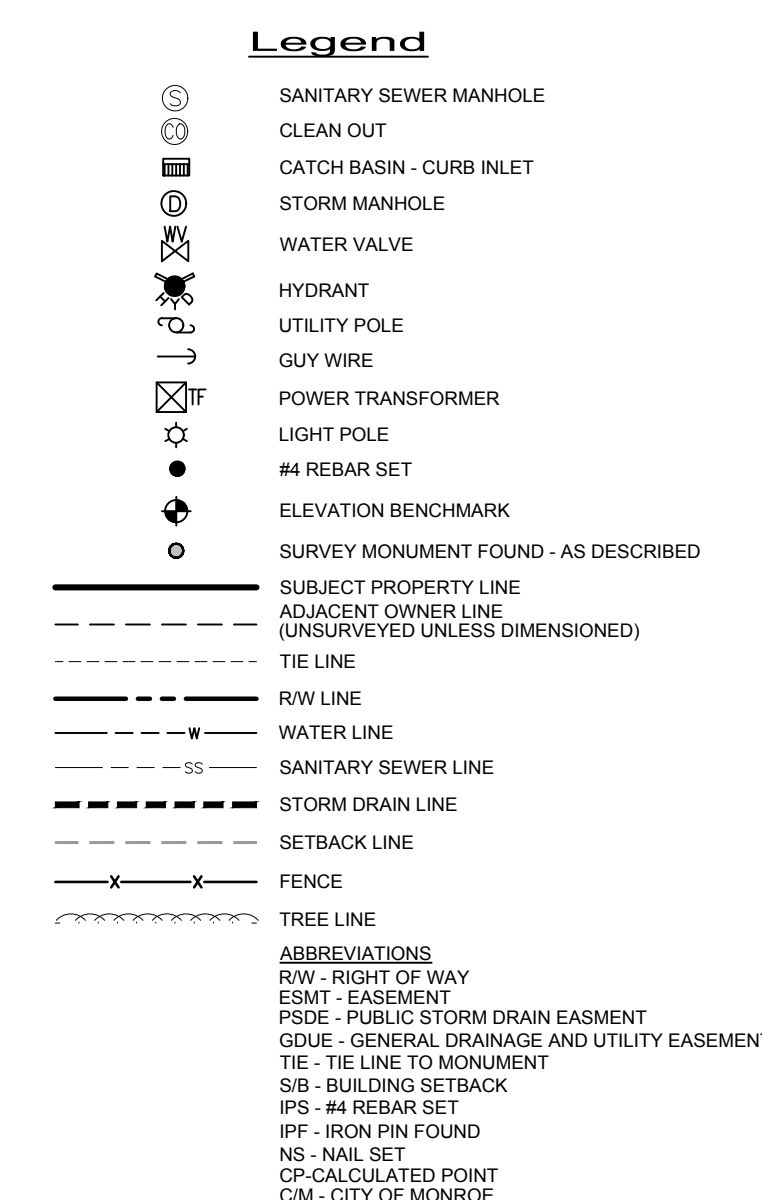 Legend
S SANITARY SEWER MANHOLE
CO CLEAN OUT
CATCH BASIN - CURB INLET
D STORM MANHOLE
WV WATER VALVE
HYD HYDRANT
UTILITY POLE
GUY WIRE
TF POWER TRANSFORMER
LIGHT POLE
#4 REBAR SET
ELEVATION BENCHMARK
SURVEY MONUMENT FOUND - AS DESCRIBED
SUBJECT PROPERTY LINE
ADJACENT OWNER LINE
(UNSURVEYED UNLESS DIMENSIONED)
TIE LINE
R/W LINE
W WATER LINE
SS SANITARY SEWER LINE
STORM DRAIN LINE
SETBACK LINE
X X FENCE
TREE LINE
ABBREVIATIONS
R/W - RIGHT OF WAY
ESMT - EASEMENT
PSDE - PUBLIC STORM DRAIN EASMENT
GDUE - GENERAL DRAINAGE AND UTILITY EASEMENT
TIE - TIE LINE TO MONUMENT
S/B - BUILDING SETBACK
IPS - #4 REBAR SET
IPF - IRON PIN FOUND
NS - NAIL SET
CP-CALCULATED POINT
C/M - CITY OF MONROE